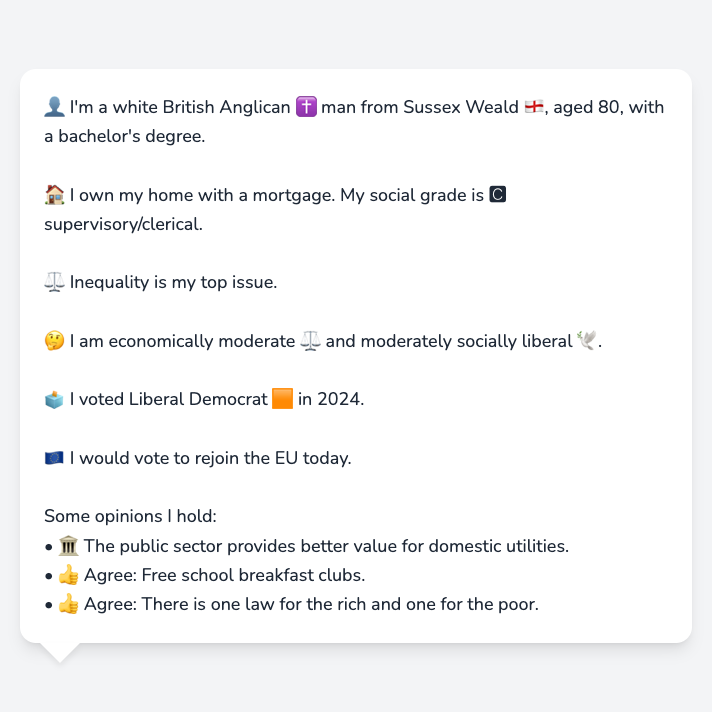 👤 I'm a white British Anglican ✝️ man from Sussex Weald 🏴󠁧󠁢󠁥󠁮󠁧󠁿, aged 80, with
a bachelor's degree.
🏠 I own my home with a mortgage. My social grade is 🅲
supervisory/clerical.
⚖️ Inequality is my top issue.
🤔 I am economically moderate ⚖️ and moderately socially liberal 🕊️.
🗳️ I voted Liberal Democrat 🟧 in 2024.
🇪🇺 I would vote to rejoin the EU today.
Some opinions I hold:
• 🏛️ The public sector provides better value for domestic utilities.
• 👍 Agree: Free school breakfast clubs.
• 👍 Agree: There is one law for the rich and one for the poor.